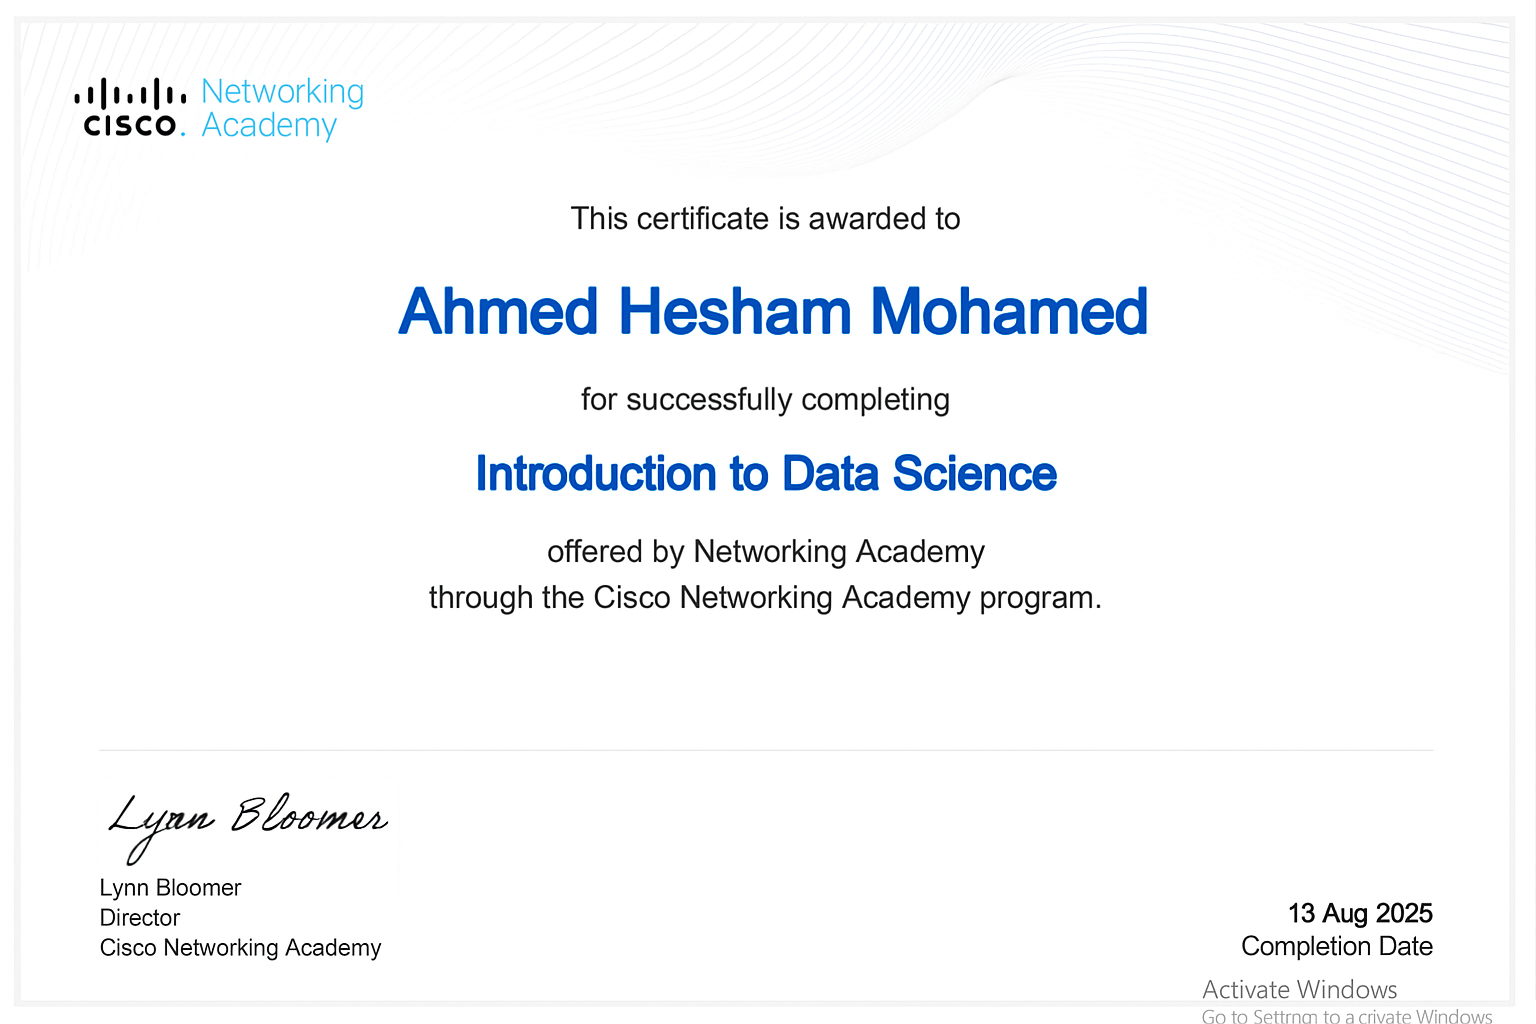 Networking
Academy
CISCO.
This certificate is awarded to
Ahmed Hesham Mohamed
for successfully completing
Introduction to Data Science
offered by Networking Academy
through the Cisco Networking Academy program.
Lynn Bloomer
Lynn Bloomer
Director
Cisco Networking Academy
13 Aug 2025
Completion Date
Activate Windows
Go to to Windows